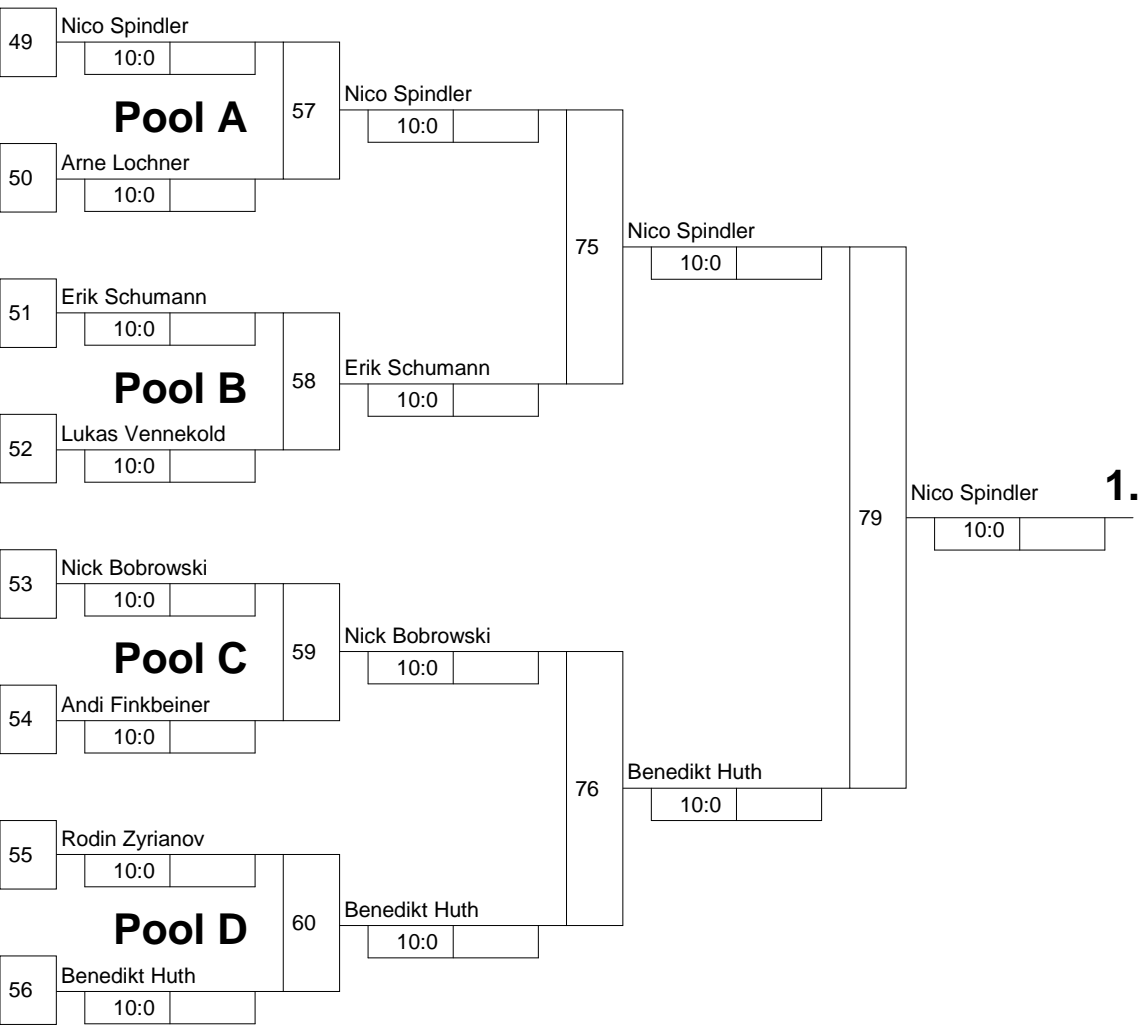 Nico Spindler
49
10:0
Pool A
57
Nico Spindler
10:0
Arne Lochner
50
10:0
75
Nico Spindler
10:0
Erik Schumann
51
10:0
Pool B
58
Erik Schumann
10:0
Lukas Vennekold
52
10:0
79
Nico Spindler 1.
10:0
Nick Bobrowski
53
10:0
Pool C
59
Nick Bobrowski
10:0
Andi Finkbeiner
54
10:0
76
Benedikt Huth
10:0
Rodin Zyrianov
55
10:0
Pool D
60
Benedikt Huth
10:0
Benedikt Huth
56
10:0